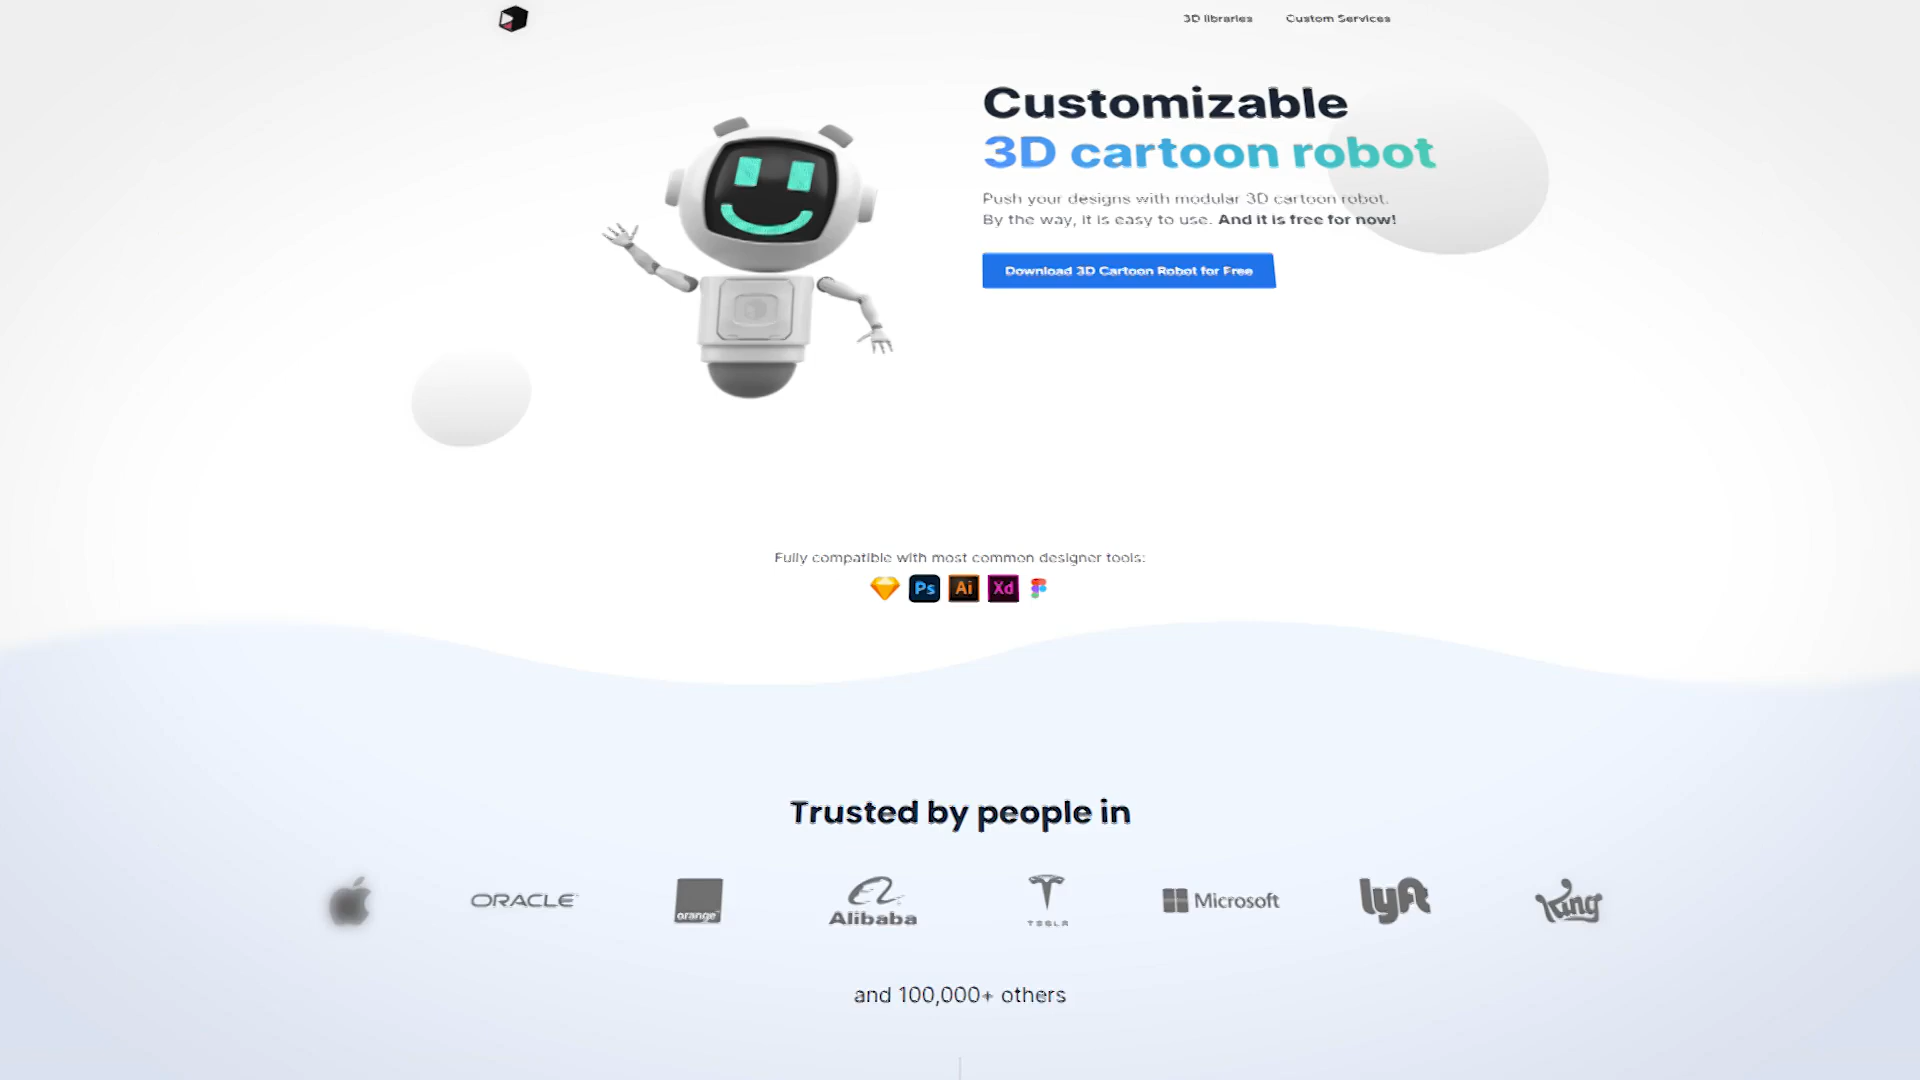 3D libraries Custom Services
Customizable
3D cartoon robot
Push your designs with modular 3D cartoon robot.
By the way, it is easy to use. And it is free for now!
Download 3D Cartoon Robot for Free
Fully compatible with most common designer tools:
Ps Ai Xd
Trusted by people in
ORACLE orange Alibaba TESLA Microsoft lyft King
and 100,000+ others